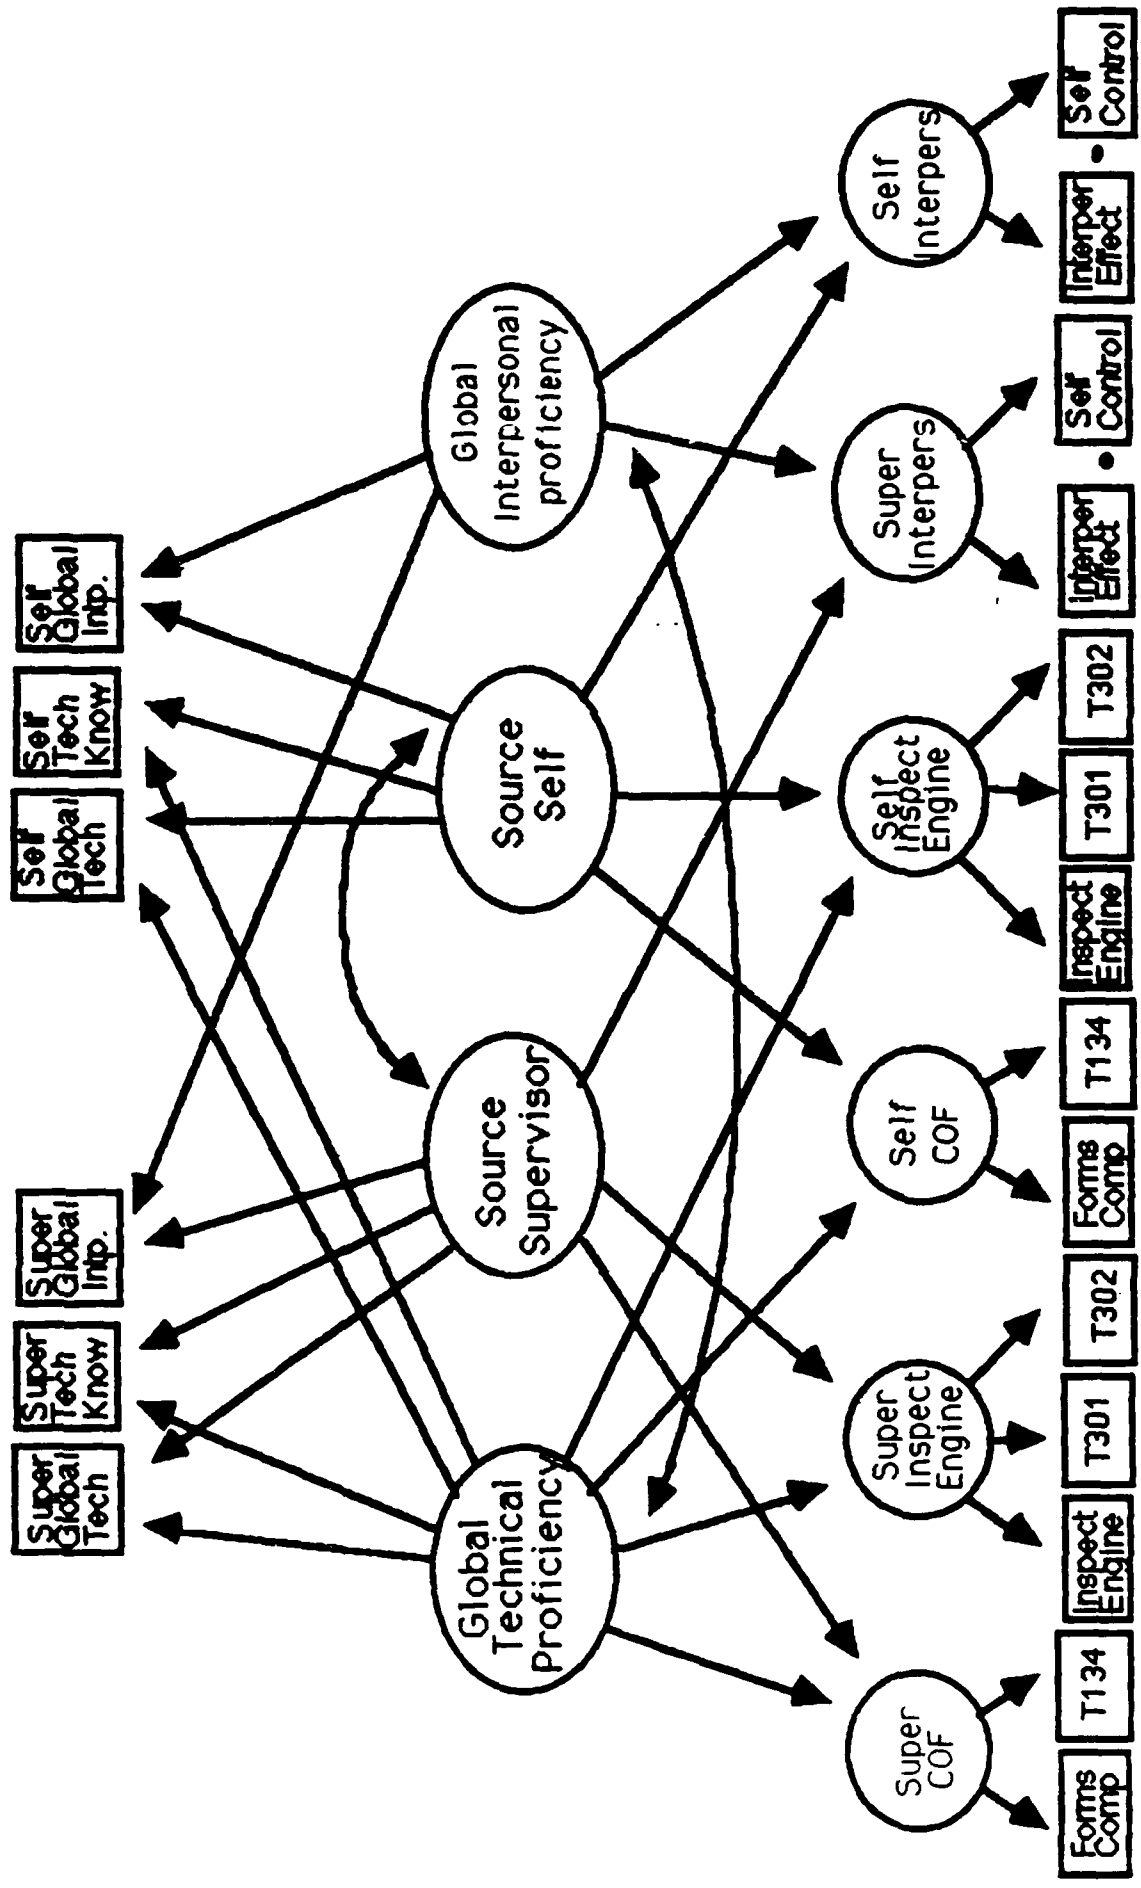 Super
Global
Tech
Super
Tech
Know
Super
Global
Intp.
Self
Global
Tech
Self
Tech
Know
Self
Global
Intp.
Global
Technical
Proficiency
Source
Supervisor
Source
Self
Global
Interpersonal
proficiency
Super
COF
Super
Inspect
Engine
Self
COF
Self
Inspect
Engine
Super
Interpers
Self
Interpers
Forms
Comp
T134
Inspect
Engine
T301
T302
Forms
Comp
T134
Inspect
Engine
T301
T302
Interper
Effect
Self
Control
Interper
Effect
Self
Control